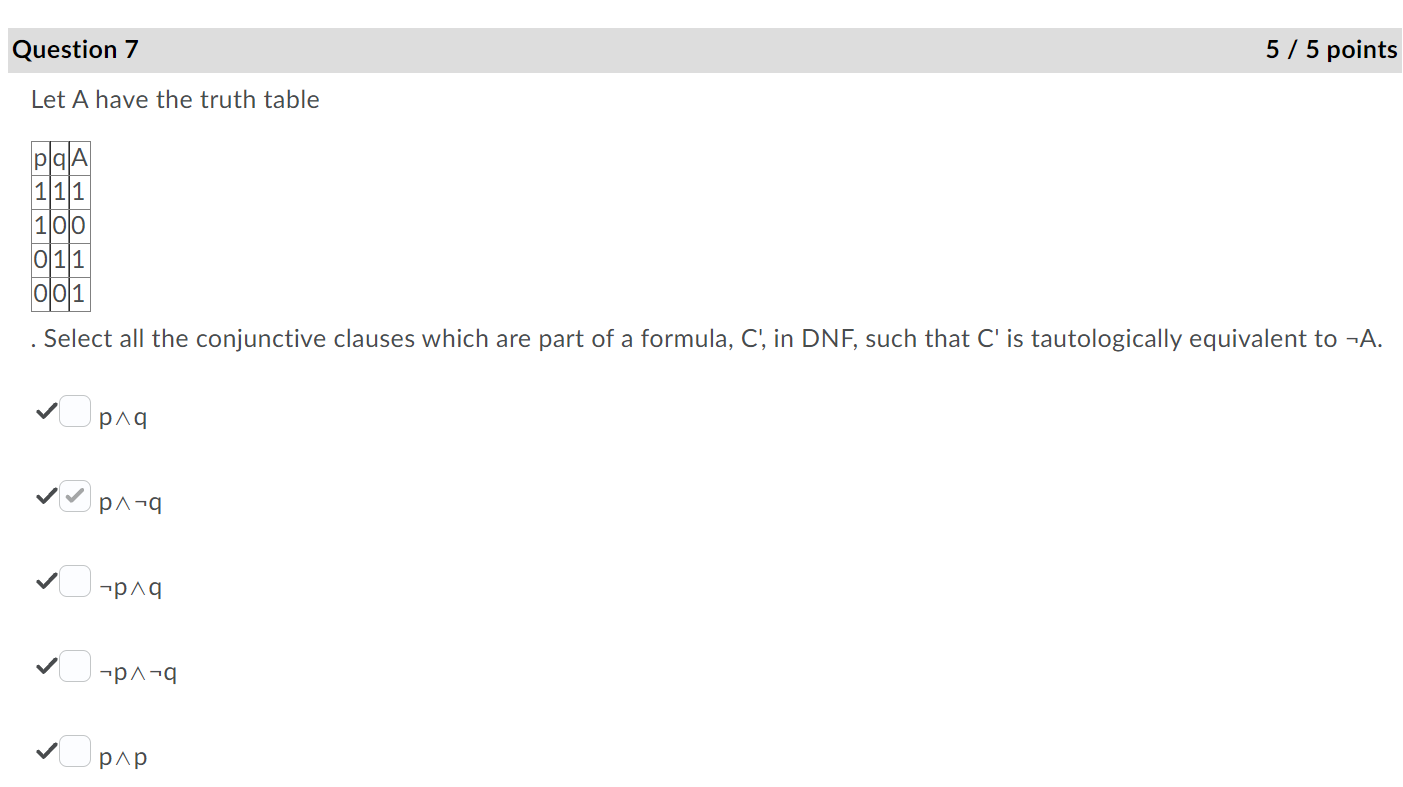 Question 7 5 / 5 points
Let A have the truth table
p q A
1 1 1
1 0 0
0 1 1
0 0 1
. Select all the conjunctive clauses which are part of a formula, C', in DNF, such that C' is tautologically equivalent to ¬A.
p∧q
p∧¬q
¬p∧q
¬p∧¬q
p∧p